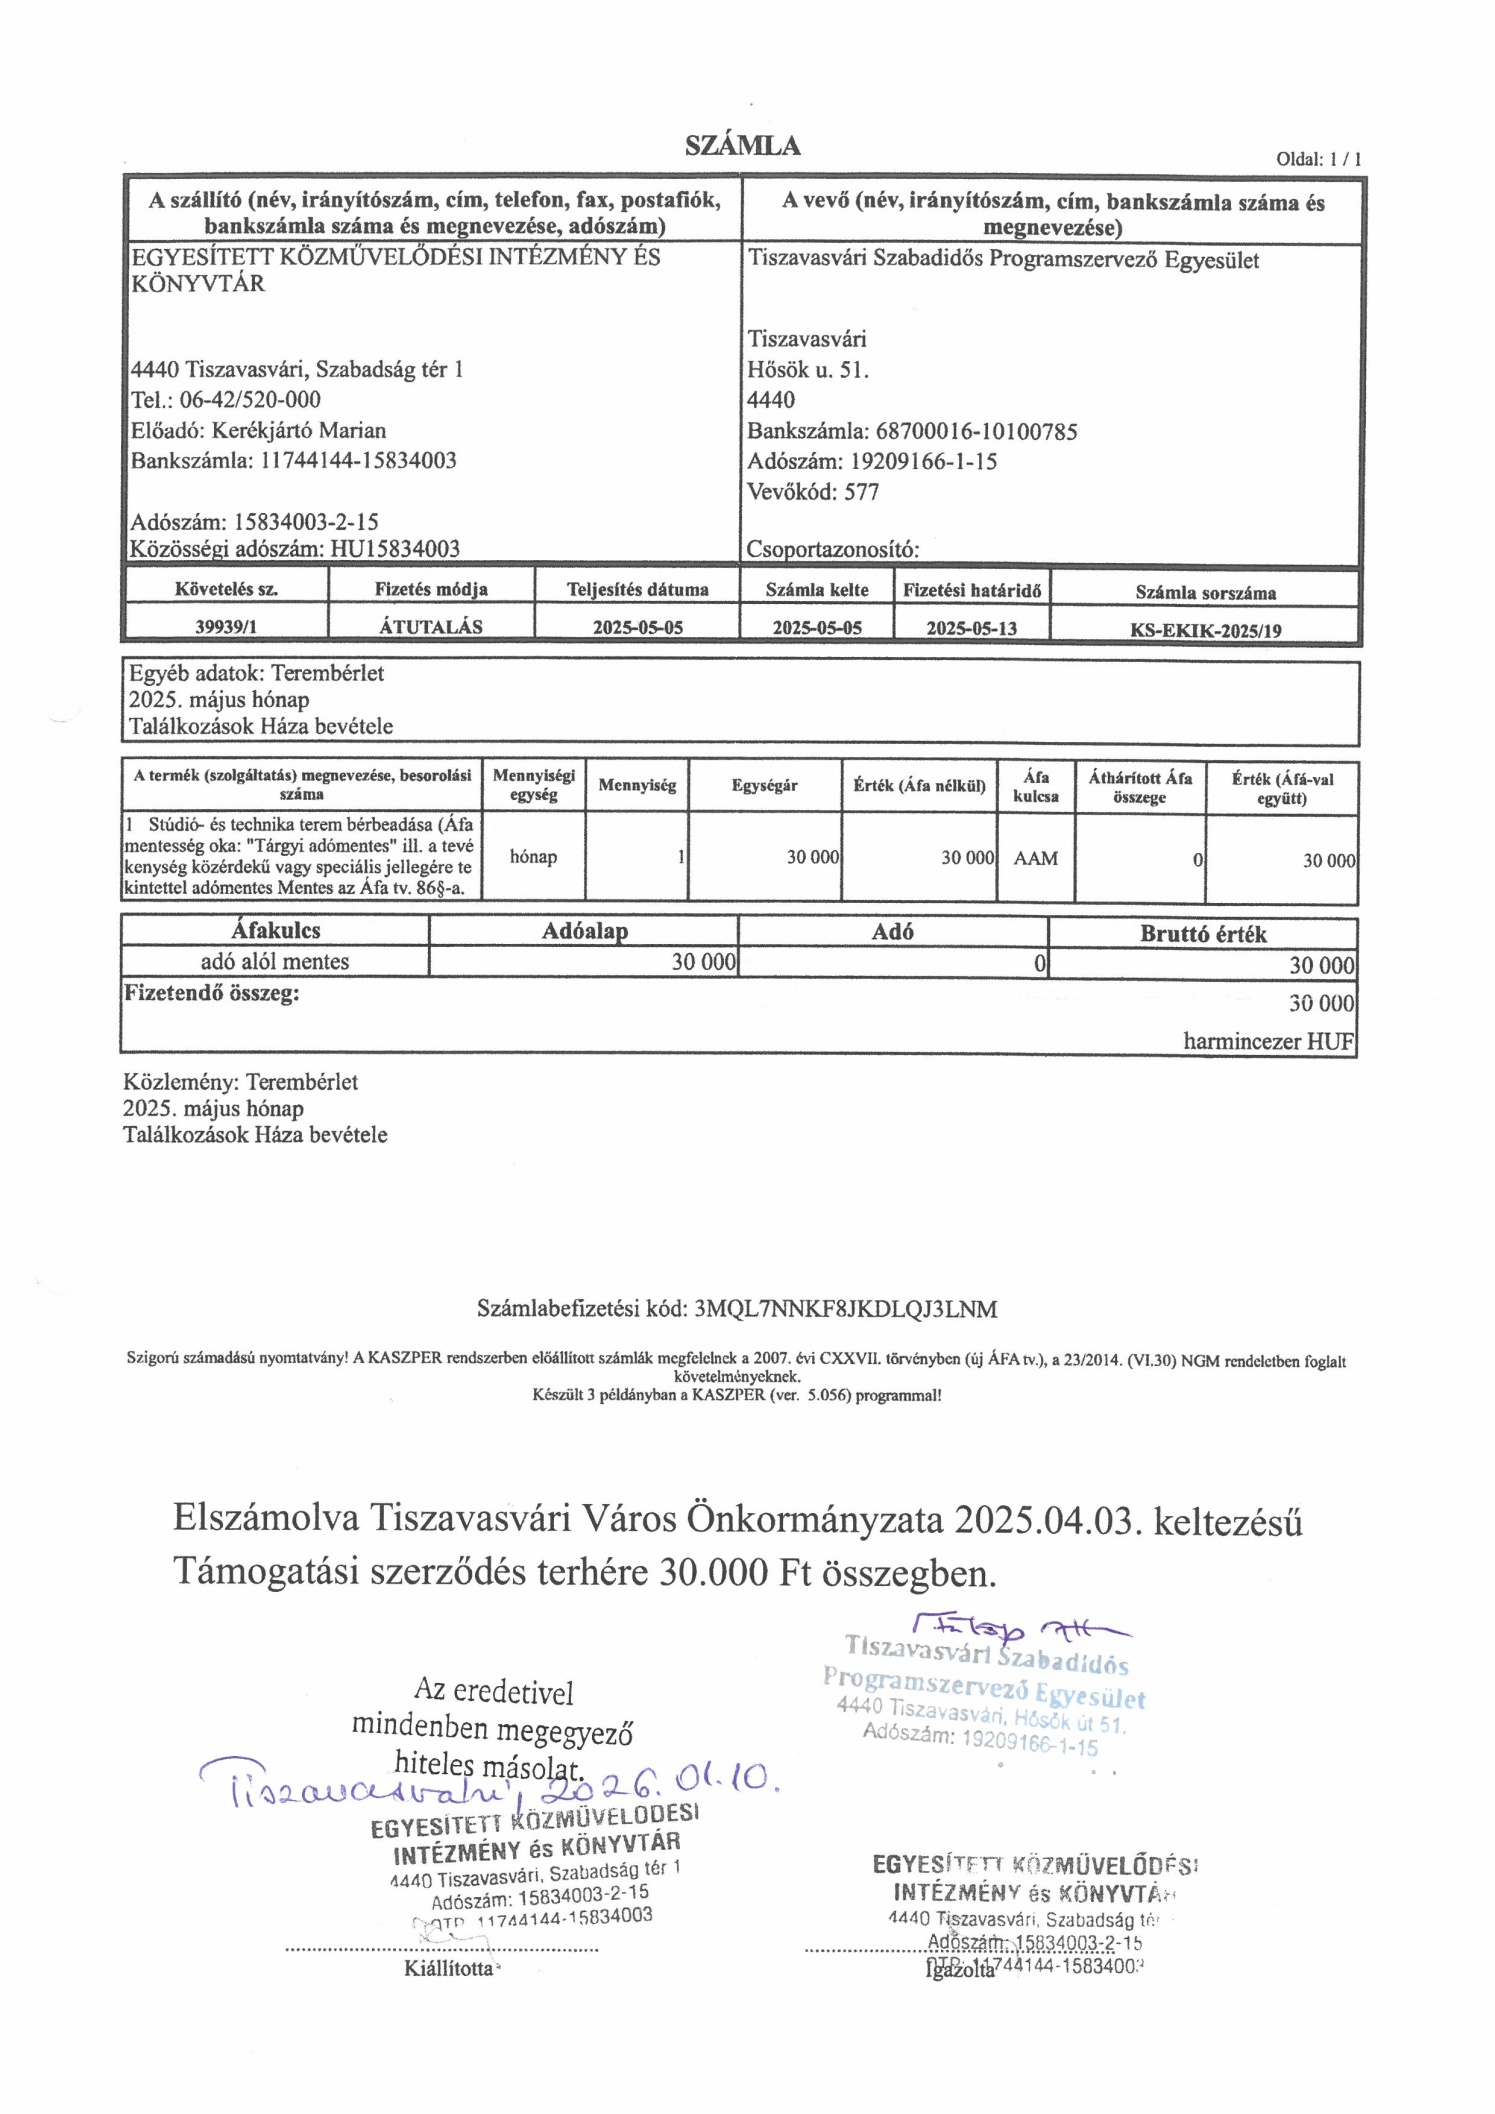 SZÁMLA
Oldal: 1 / 1
A szállító (név, irányítószám, cím, telefon, fax, postafiók,
bankszámla száma és megnevezése, adószám)
A vevő (név, irányítószám, cím, bankszámla száma és
megnevezése)
EGYESÍTETT KÖZMŰVELŐDÉSI INTÉZMÉNY ÉS
KÖNYVTÁR
4440 Tiszavasvári, Szabadság tér 1
Tel.: 06-42/520-000
Előadó: Kerékjártó Marian
Bankszámla: 11744144-15834003
Adószám: 15834003-2-15
Közösségi adószám: HU15834003
Tiszavasvári Szabadidős Programszervező Egyesület
Tiszavasvári
Hősök u. 51.
4440
Bankszámla: 68700016-10100785
Adószám: 19209166-1-15
Vevőkód: 577
Csoportazonosító:
Követelés sz. Fizetés módja Teljesítés dátuma Számla kelte Fizetési határidő Számla sorszáma
39939/1 ÁTUTALÁS 2025-05-05 2025-05-05 2025-05-13 KS-EKIK-2025/19
Egyéb adatok: Terembérlet
2025. május hónap
Találkozások Háza bevétele
A termék (szolgáltatás) megnevezése, besorolási
száma
Mennyiségi
egység
Mennyiség
Egységár
Érték (Áfa nélkül)
Áfa
kulcsa
Áthárított Áfa
összege
Érték (Áfá-val
együtt)
1 Stúdió- és technika terem bérbeadása (Áfa
mentesség oka: "Tárgyi adómentes" ill. a tevé
kenység közérdekű vagy speciális jellegére te
kintettel adómentes Mentes az Áfa tv. 86§-a.
hónap 1 30 000 30 000 AAM 0 30 000
Áfakulcs Adóalap Adó Bruttó érték
adó alól mentes 30 000 0 30 000
Fizetendő összeg: 30 000
harmincezer HUF
Közlemény: Terembérlet
2025. május hónap
Találkozások Háza bevétele
Számlabefizetési kód: 3MQL7NNKF8JKDLQJ3LNM
Szigorú számadású nyomtatvány! A KASZPER rendszerben előállított számlák megfelelnek a 2007. évi CXXVII. törvényben (új ÁFA tv.), a 23/2014. (VI.30) NGM rendeletben foglalt
követelményeknek.
Készült 3 példányban a KASZPER (ver. 5.056) programmal!
Elszámolva Tiszavasvári Város Önkormányzata 2025.04.03. keltezésű
Támogatási szerződés terhére 30.000 Ft összegben.
Tiszavasvári Szabadidős
Programszervező Egyesület
4440 Tiszavasvári, Hősök út 51.
Adószám: 19209166-1-15
Az eredetivel
mindenben megegyező
hiteles másolat.
Tiszavasvári, 2026. 01.10.
EGYESÍTETT KÖZMŰVELŐDÉSI
INTÉZMÉNY és KÖNYVTÁR
4440 Tiszavasvári, Szabadság tér 1
Adószám: 15834003-2-15
11744144-15834003
Kiállította
EGYESÍTETT KÖZMŰVELŐDÉSI
INTÉZMÉNY és KÖNYVTÁR
4440 Tiszavasvári, Szabadság tér
Adószám: 15834003-2-15
11744144-15834003
Igazolta